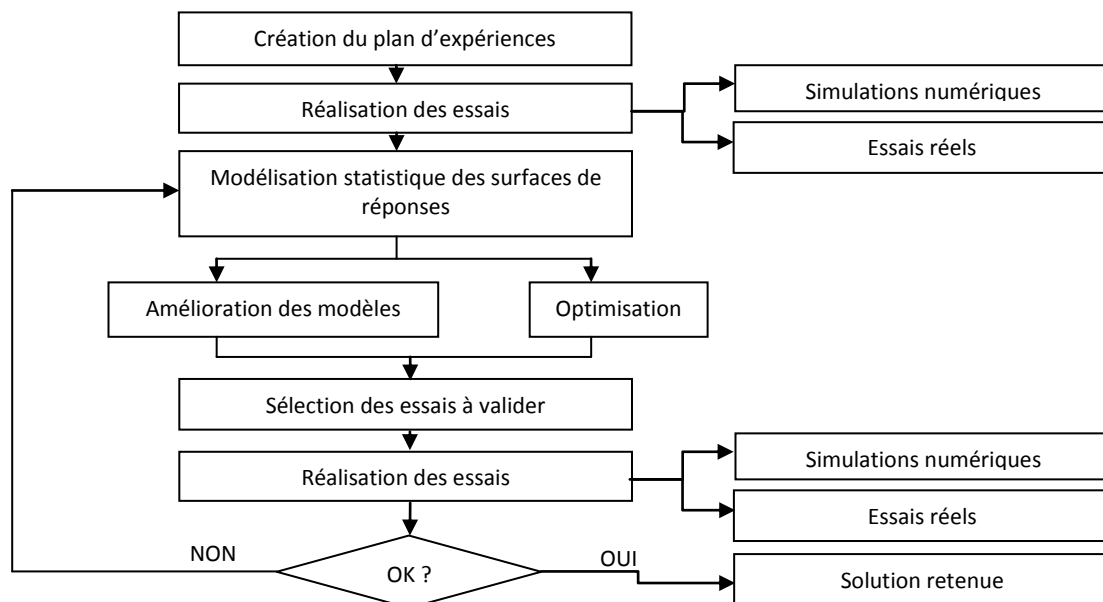 Création du plan d’expériences
Réalisation des essais
Simulations numériques
Essais réels
Modélisation statistique des surfaces de
réponses
Amélioration des modèles
Optimisation
Sélection des essais à valider
Réalisation des essais
Simulations numériques
Essais réels
NON
OK ?
OUI
Solution retenue